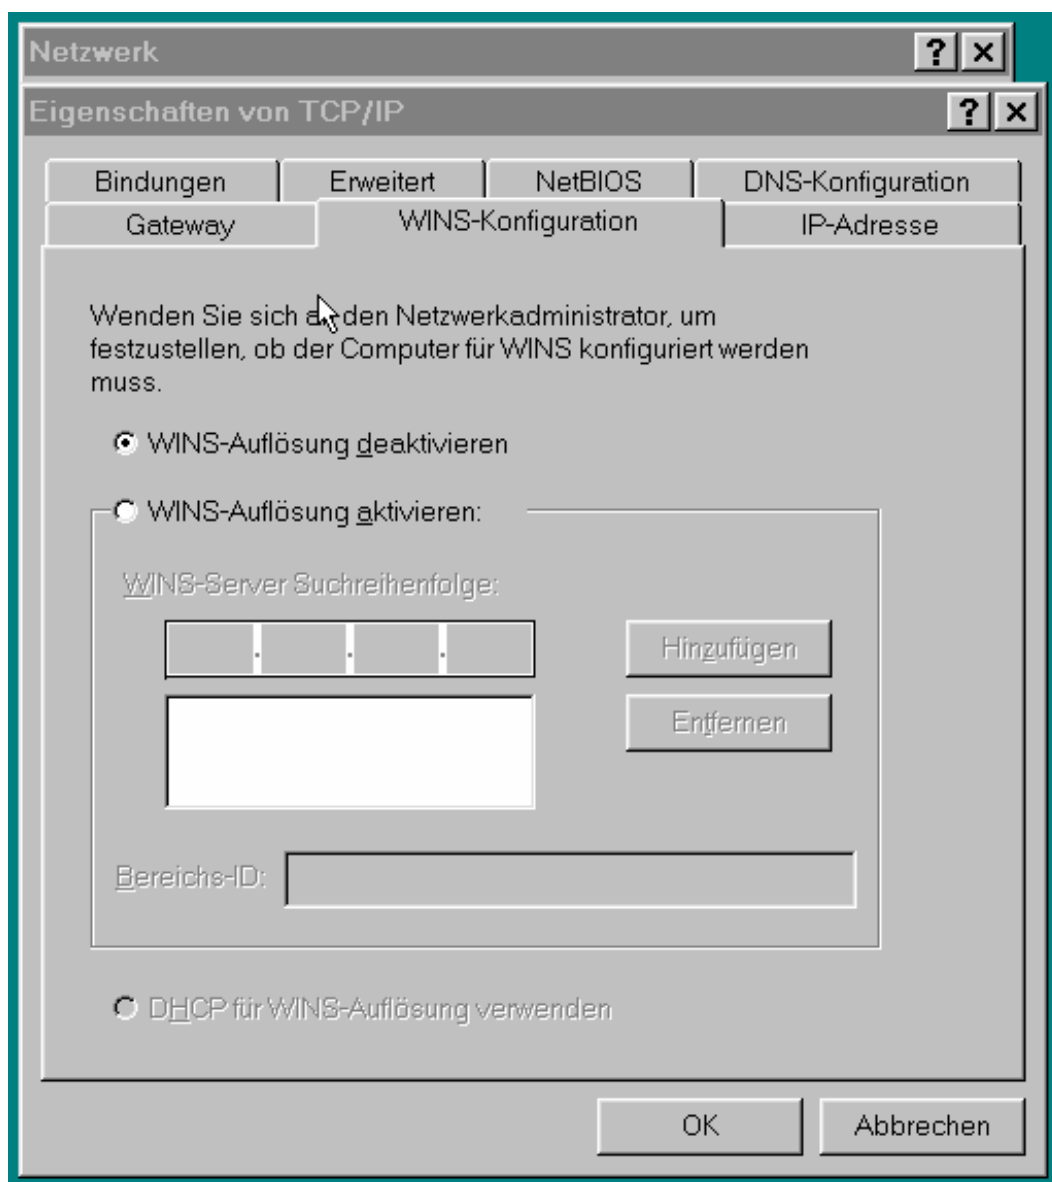 Netzwerk
Eigenschaften von TCP/IP
Bindungen Erweitert NetBIOS DNS-Konfiguration
Gateway WINS-Konfiguration IP-Adresse
Wenden Sie sich an den Netzwerkadministrator, um
festzustellen, ob der Computer für WINS konfiguriert werden
muss.
WINS-Auflösung deaktivieren
WINS-Auflösung aktivieren:
WINS-Server Suchreihenfolge:
. . .
Hinzufügen
Entfernen
Bereichs-ID:
DHCP für WINS-Auflösung verwenden
OK Abbrechen